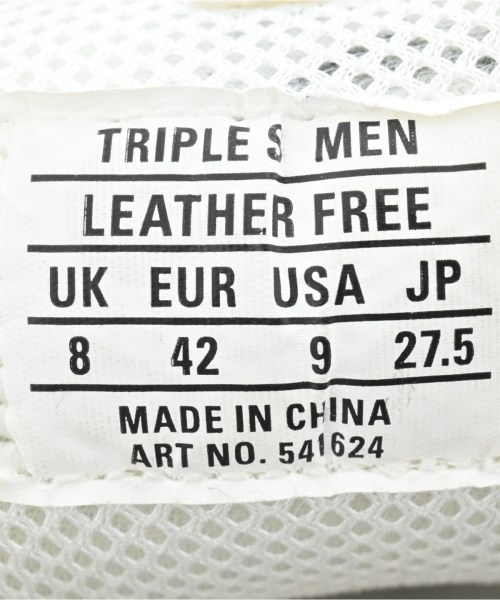 TRIPLE S MEN
LEATHER FREE
UK EUR USA JP
8 42 9 27.5
MADE IN CHINA
ART NO. 541624